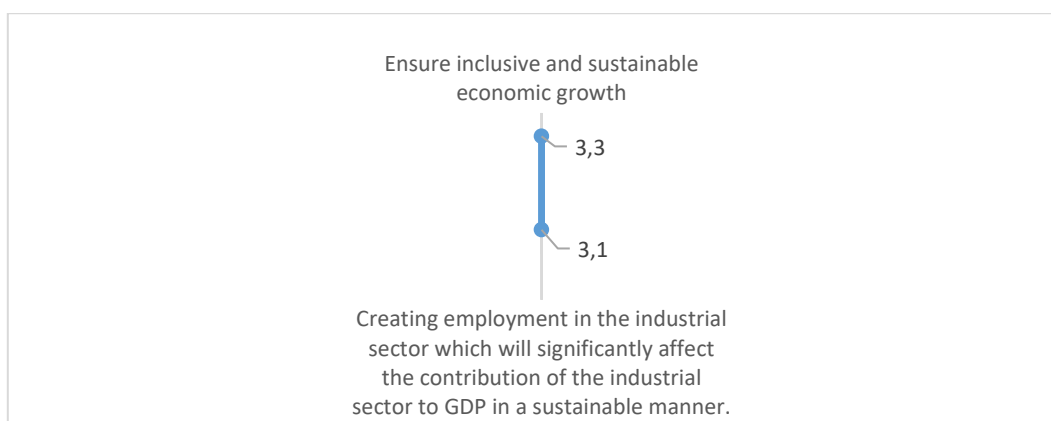 Ensure inclusive and sustainable
economic growth
3,3
3,1
Creating employment in the industrial
sector which will significantly affect
the contribution of the industrial
sector to GDP in a sustainable manner.